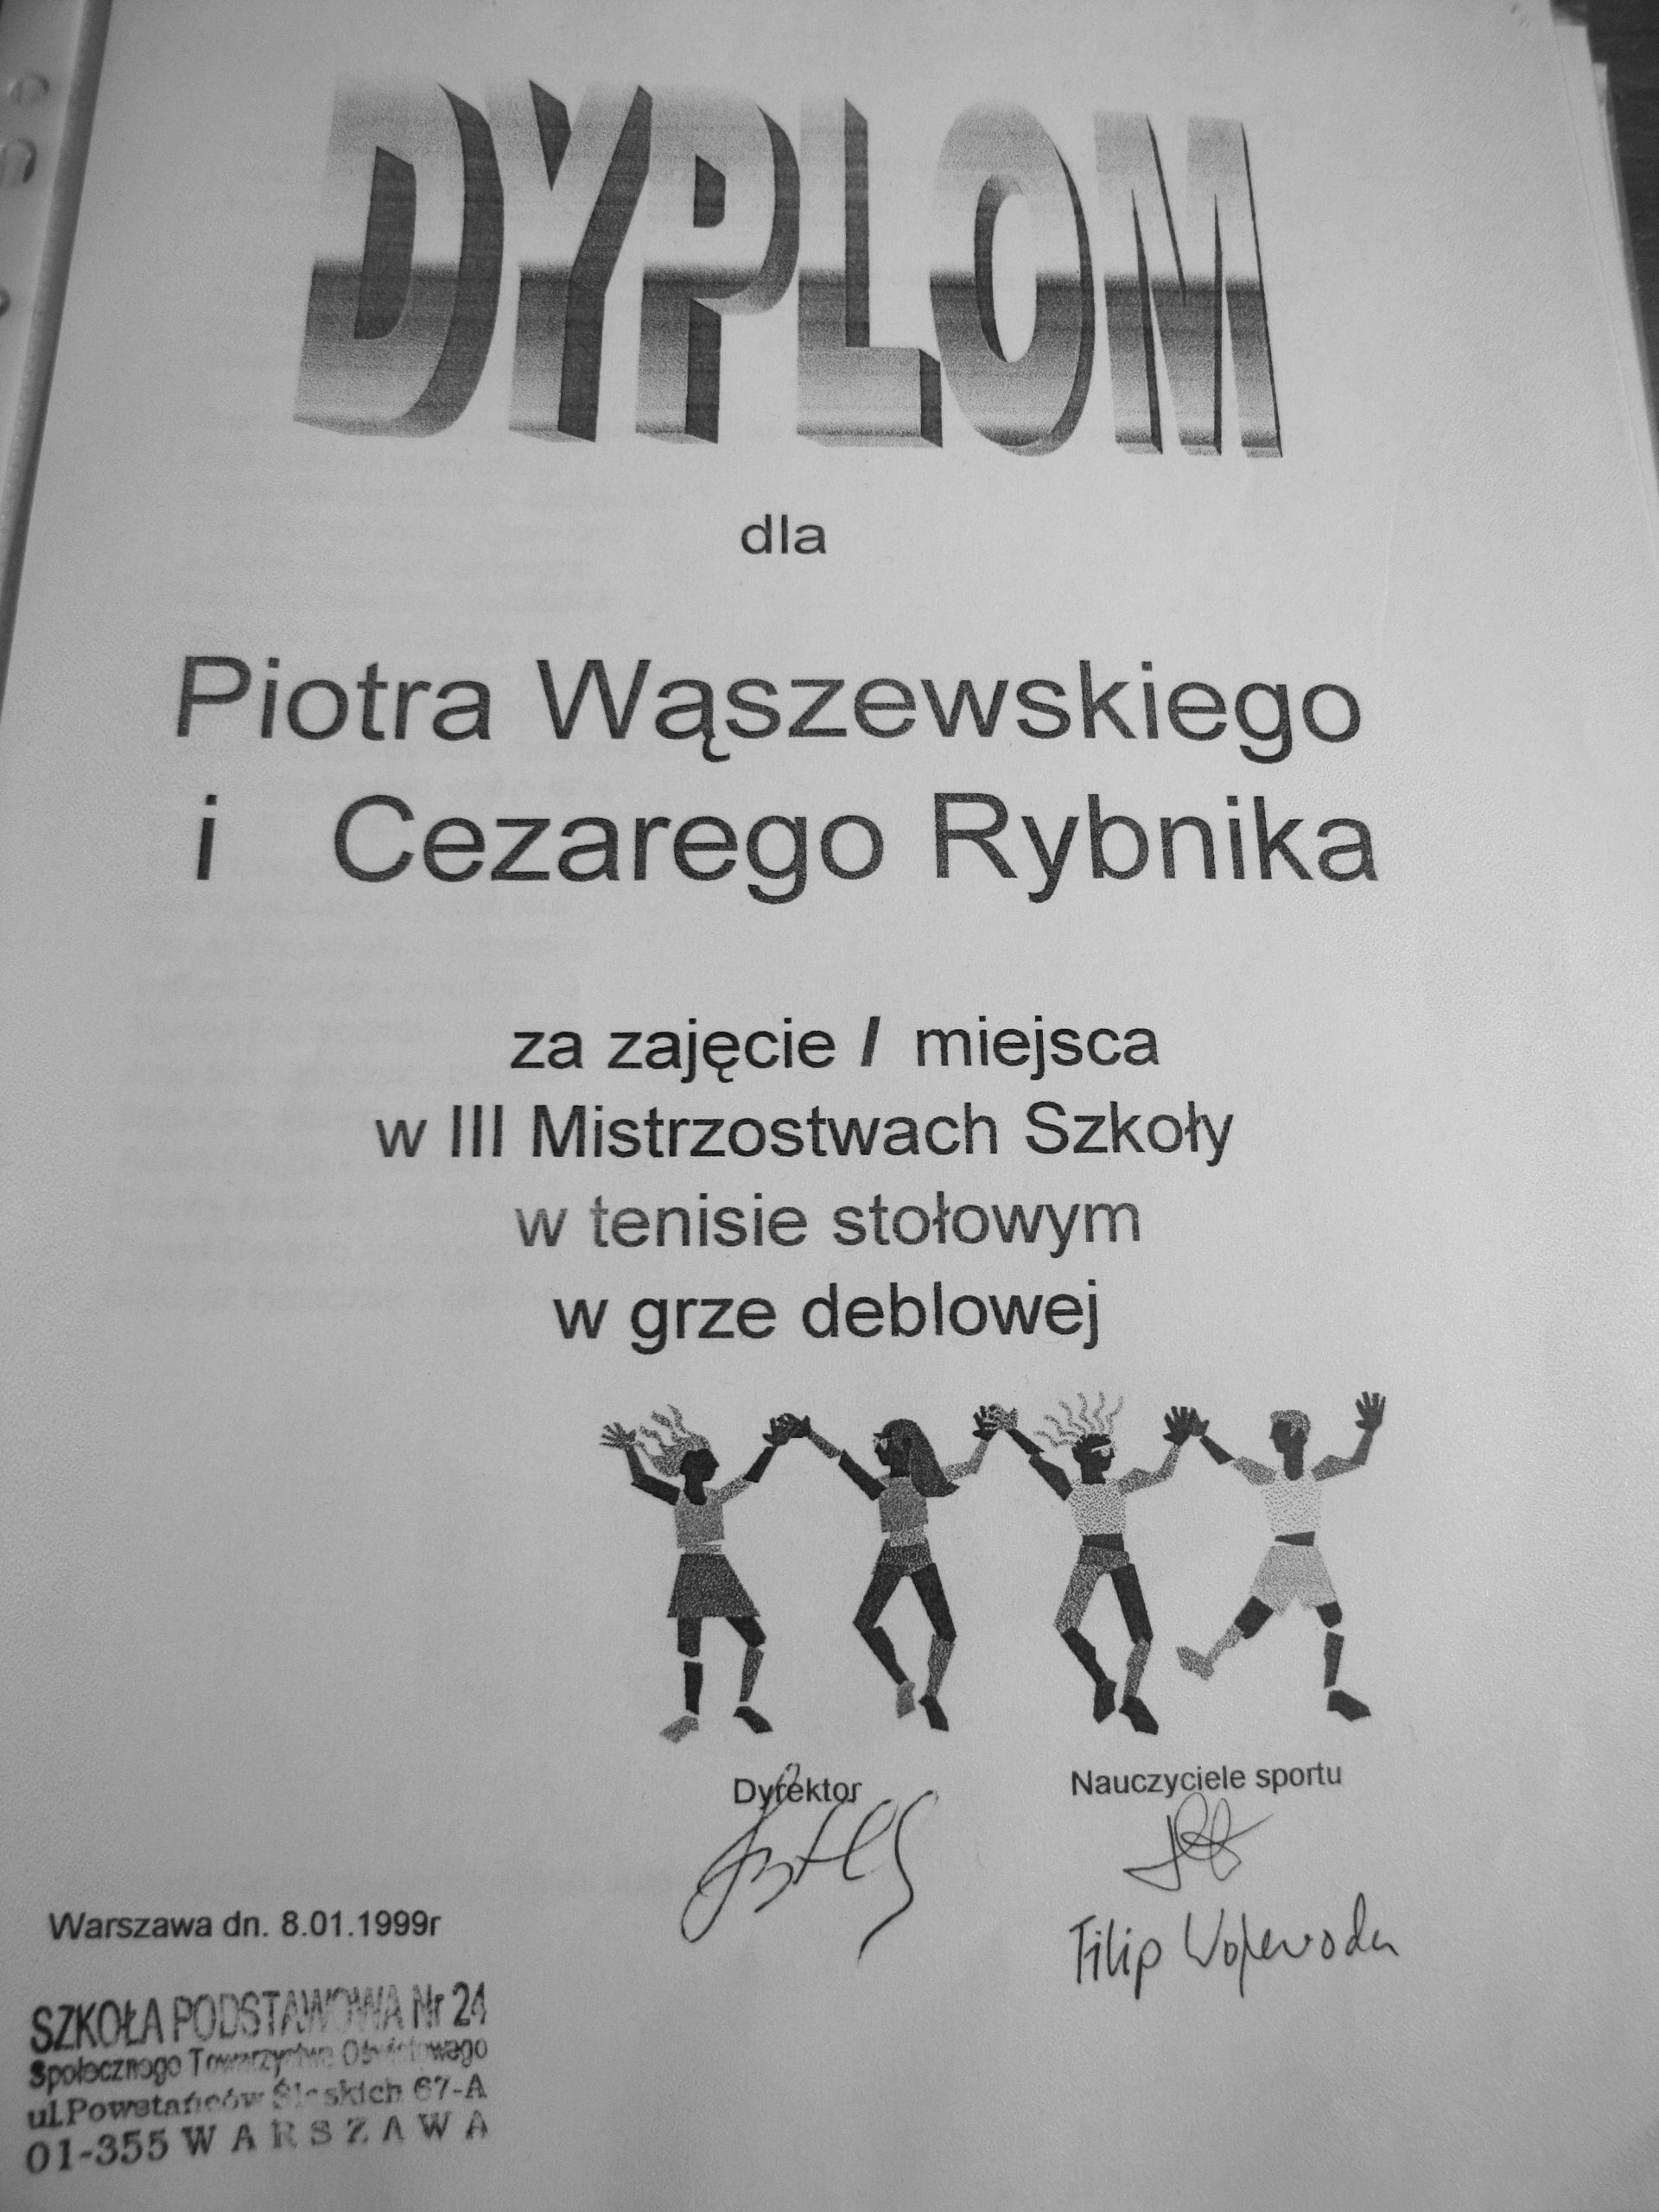 DYPLOM
dla
Piotra Wąszewskiego
i Cezarego Rybnika
za zajęcie I miejsca
w III Mistrzostwach Szkoły
w tenisie stołowym
w grze deblowej
Dyrektor
Nauczyciele sportu
Filip Wojewoda
Warszawa dn. 8.01.1999r
SZKOŁA PODSTAWOWA Nr 24
Społecznego Towarzystwa Oświatowego
ul.Powstańców Śląskich 67-A
01-355 WARSZAWA